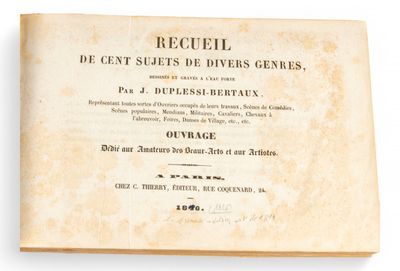 RECUEIL
DE CENT SUJETS DE DIVERS GENRES,
DESSINÉS ET GRAVÉS A L'EAU FORTE
PAR J. DUPLESSI-BERTAUX,
Représentant toutes sortes d'Ouvriers occupés de leurs travaux, Scènes de Comédies,
Scènes populaires, Mendians, Militaires, Cavaliers, Chevaux à
l'abreuvoir, Foires, Danses de Village, etc., etc.
OUVRAGE
Dédié aux Amateurs des Beaux-Arts et aux Artistes.
A PARIS,
CHEZ C. THIERRY, ÉDITEUR, RUE COQUENARD, 24.